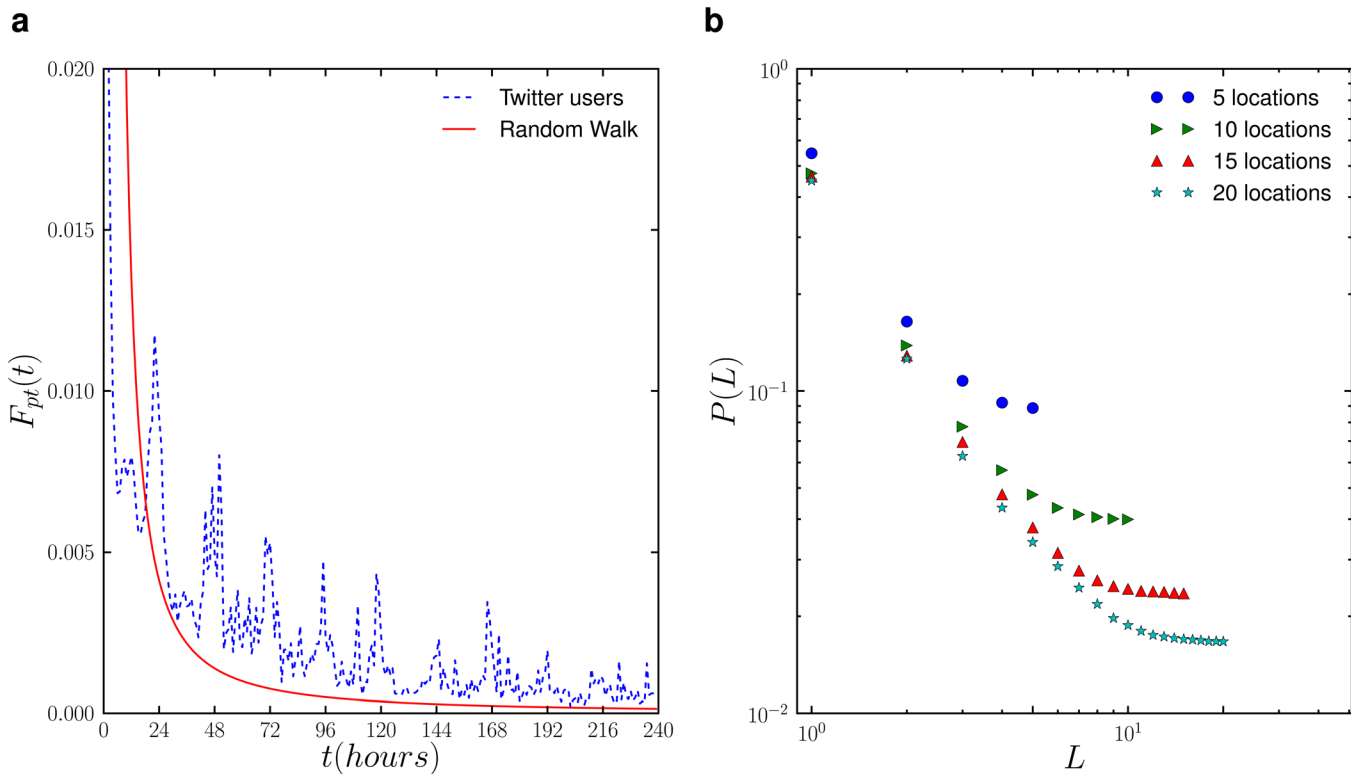 a
0.020
0.015
0.010
0.005
0.000
F_{pt}(t)
Twitter users
Random Walk
0 24 48 72 96 120 144 168 192 216 240
t(hours)
b
10^0
10^{-1}
10^{-2}
P(L)
5 locations
10 locations
15 locations
20 locations
10^0 10^1
L